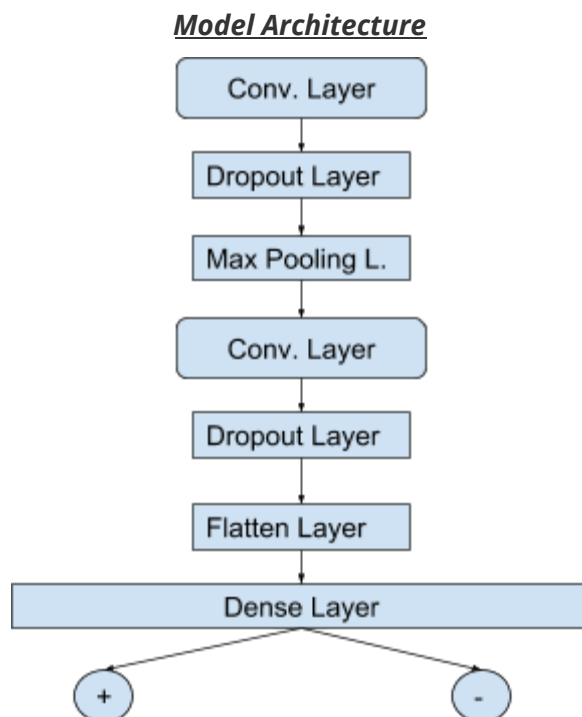 Model Architecture
Conv. Layer
Dropout Layer
Max Pooling L.
Conv. Layer
Dropout Layer
Flatten Layer
Dense Layer
+ -